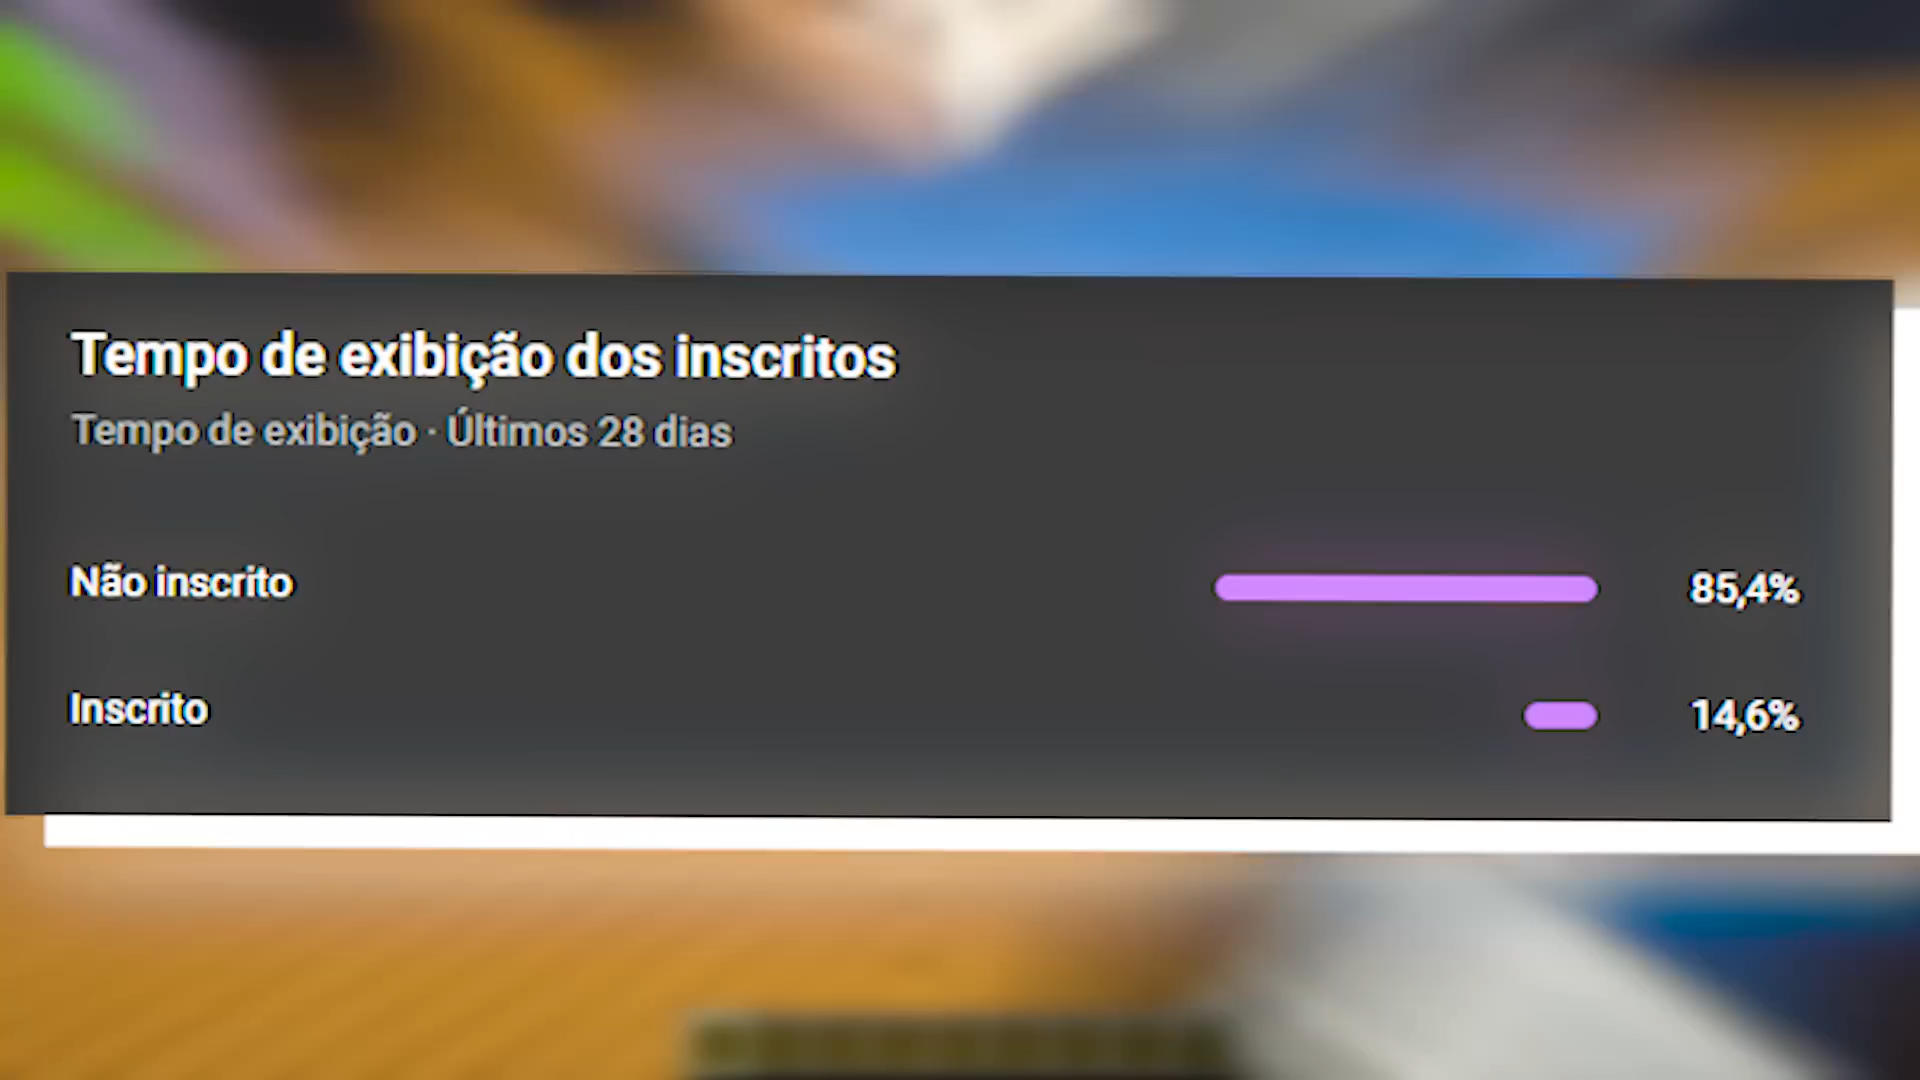 Tempo de exibição dos inscritos
Tempo de exibição · Últimos 28 dias
Não inscrito 85,4%
Inscrito 14,6%